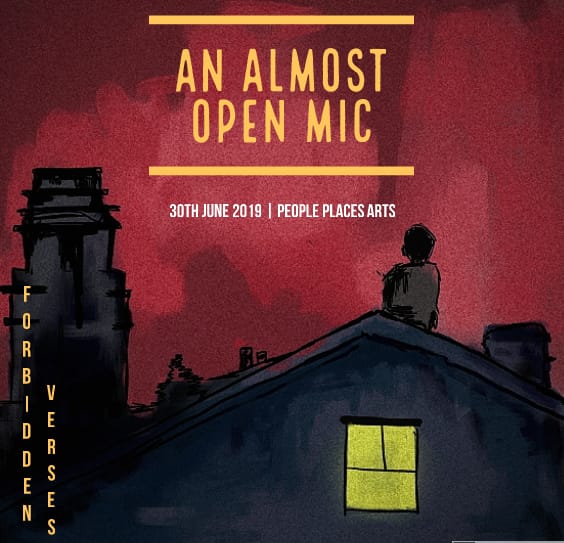 AN ALMOST
OPEN MIC
30TH JUNE 2019 | PEOPLE PLACES ARTS
FORBIDDEN
VERSES